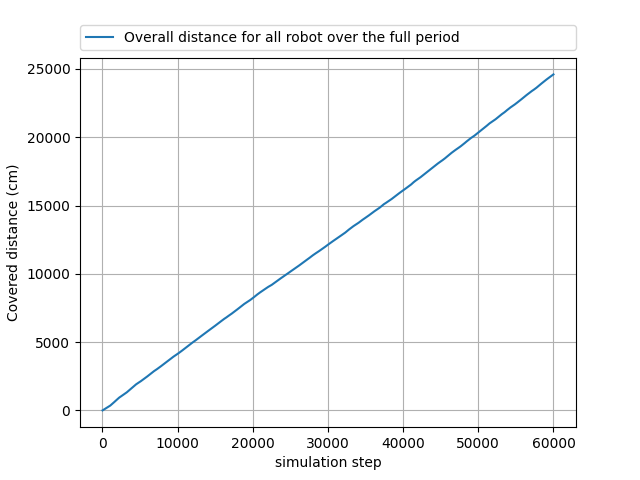 Overall distance for all robot over the full period
25000
20000
15000
10000
5000
0
Covered distance (cm)
0 10000 20000 30000 40000 50000 60000
simulation step